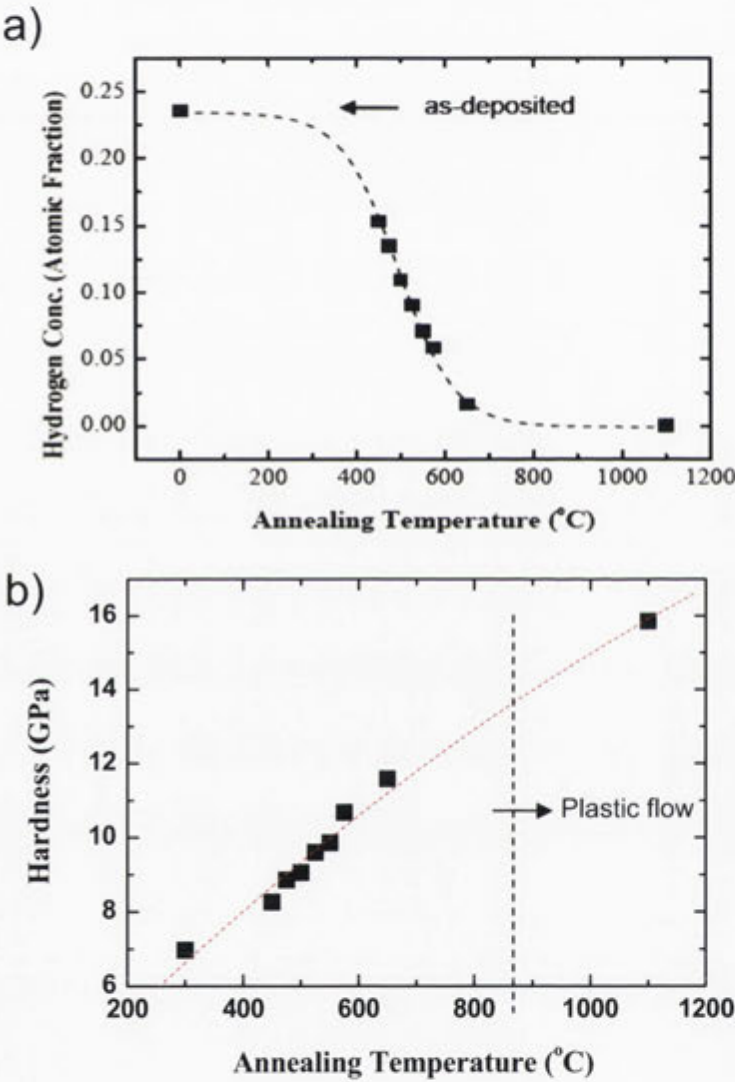 a)
Hydrogen Conc. (Atomic Fraction)
0.25
0.20
0.15
0.10
0.05
0.00
as-deposited
0 200 400 600 800 1000 1200
Annealing Temperature (°C)
b)
Hardness (GPa)
16
14
12
10
8
6
Plastic flow
200 400 600 800 1000 1200
Annealing Temperature (°C)